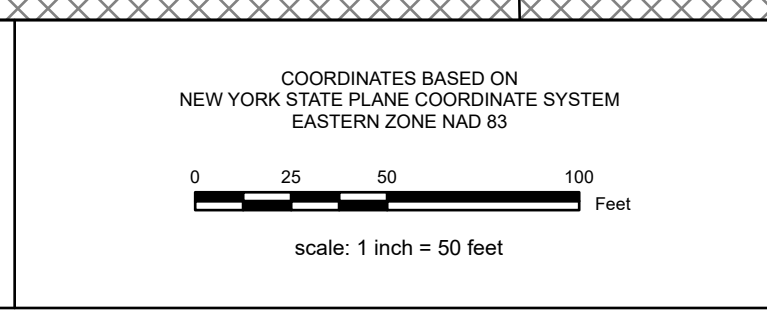 COORDINATES BASED ON
NEW YORK STATE PLANE COORDINATE SYSTEM
EASTERN ZONE NAD 83
0 25 50 100
Feet
scale: 1 inch = 50 feet